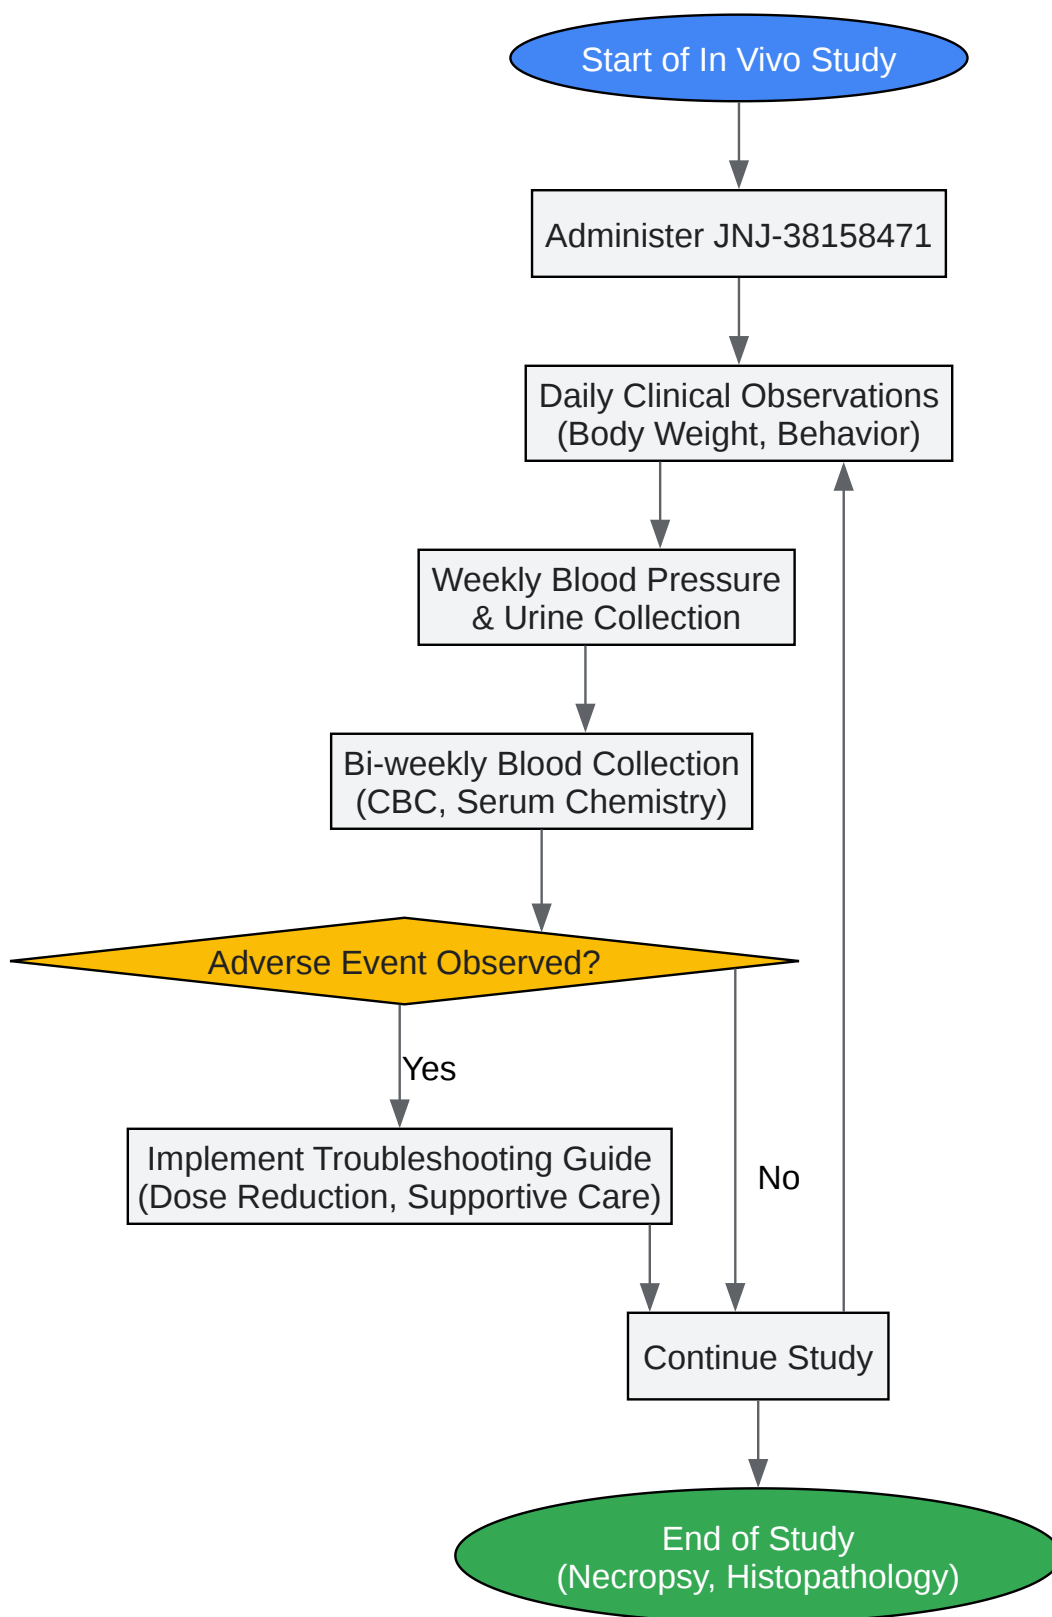 Start of In Vivo Study
Administer JNJ-38158471
Daily Clinical Observations
(Body Weight, Behavior)
Weekly Blood Pressure
& Urine Collection
Bi-weekly Blood Collection
(CBC, Serum Chemistry)
Adverse Event Observed?
Yes
Implement Troubleshooting Guide
(Dose Reduction, Supportive Care)
No
Continue Study
End of Study
(Necropsy, Histopathology)